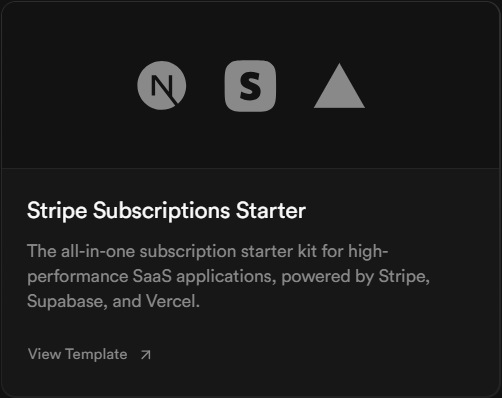 N S
Stripe Subscriptions Starter
The all-in-one subscription starter kit for high-
performance SaaS applications, powered by Stripe,
Supabase, and Vercel.
View Template